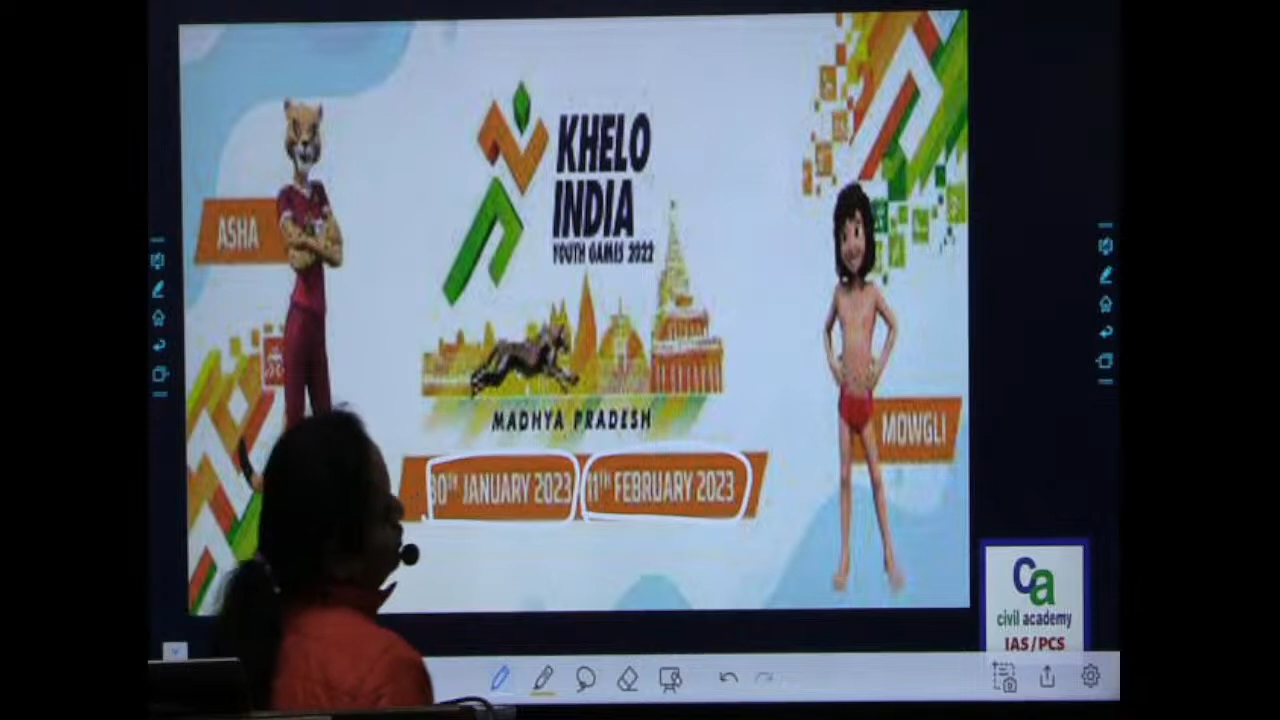 KHELO
INDIA
YOUTH GAMES 2022
ASHA
MADHYA PRADESH
MOWGLI
30TH JANUARY 2023
11TH FEBRUARY 2023
ca
civil academy
IAS/PCS